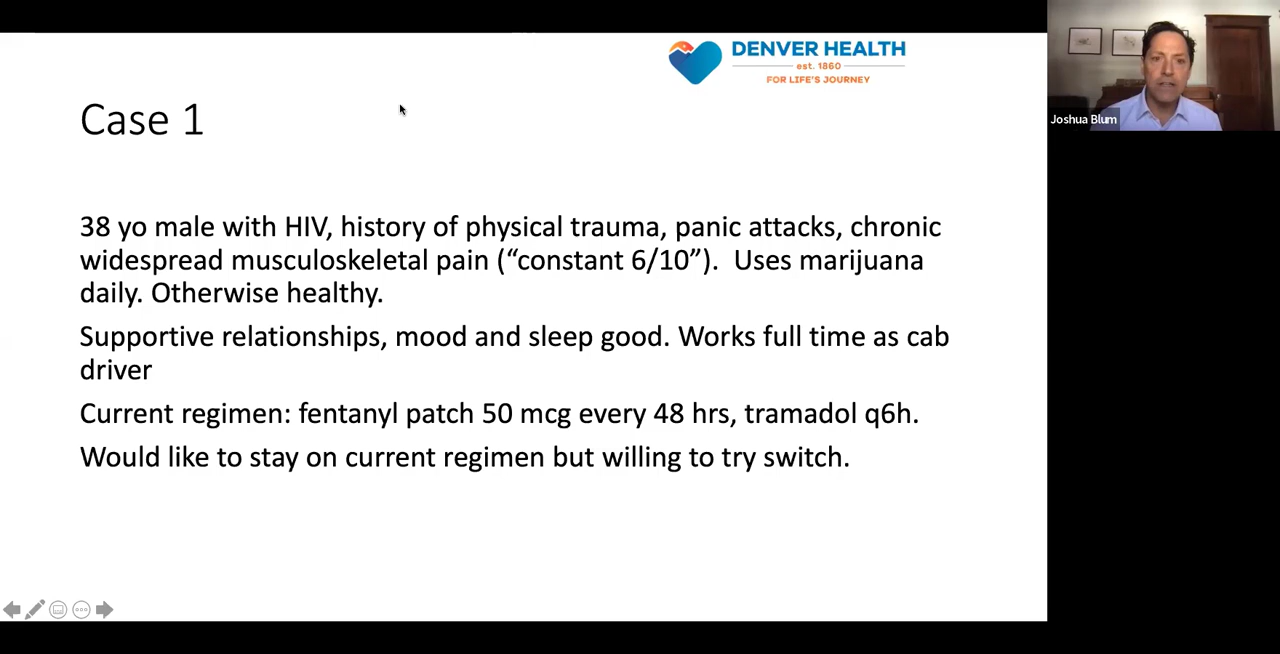 DENVER HEALTH
est. 1860
FOR LIFE'S JOURNEY
Joshua Blum
Case 1
38 yo male with HIV, history of physical trauma, panic attacks, chronic
widespread musculoskeletal pain (“constant 6/10”).  Uses marijuana
daily. Otherwise healthy.
Supportive relationships, mood and sleep good. Works full time as cab
driver
Current regimen: fentanyl patch 50 mcg every 48 hrs, tramadol q6h.
Would like to stay on current regimen but willing to try switch.